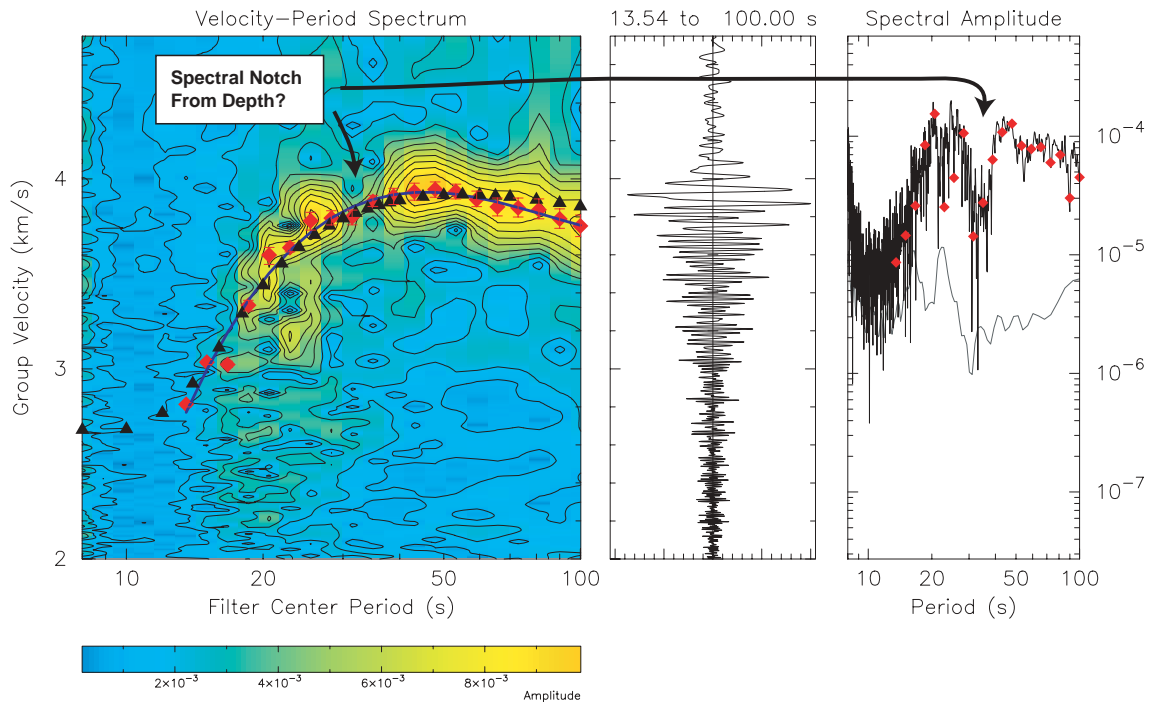 Velocity–Period Spectrum
13.54 to 100.00 s
Spectral Amplitude
Spectral Notch
From Depth?
Group Velocity (km/s)
4
3
2
10 20 50 100
Filter Center Period (s)
10⁻⁴
10⁻⁵
10⁻⁶
10⁻⁷
10 20 50 100
Period (s)
2×10⁻³ 4×10⁻³ 6×10⁻³ 8×10⁻³
Amplitude